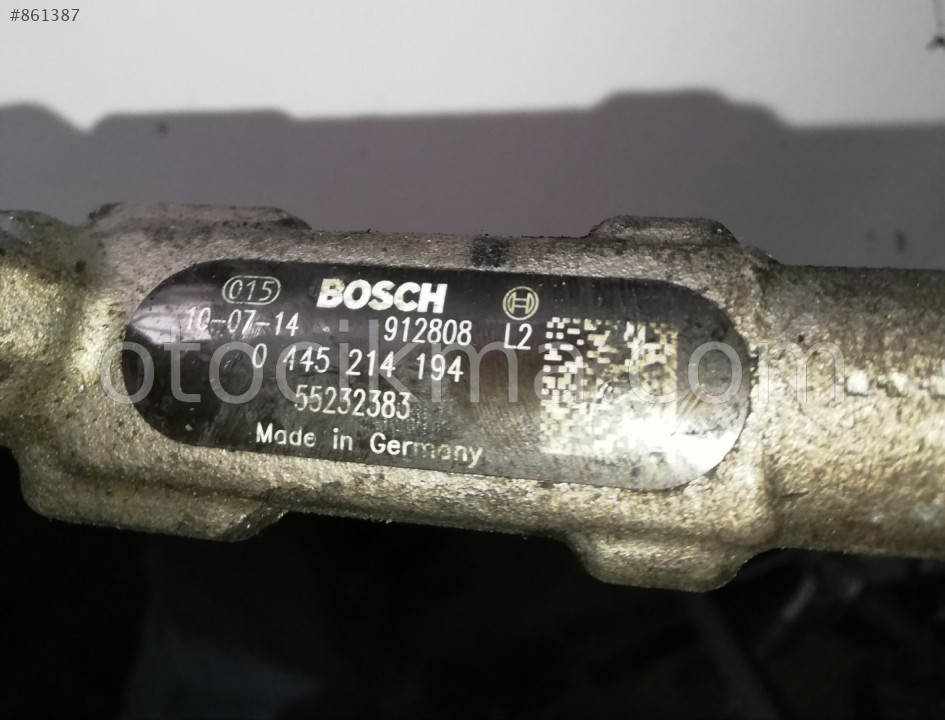 #861387
015 BOSCH
10-07-14 912808 L2
0 445 214 194
55232383
Made in Germany
otocikma.com